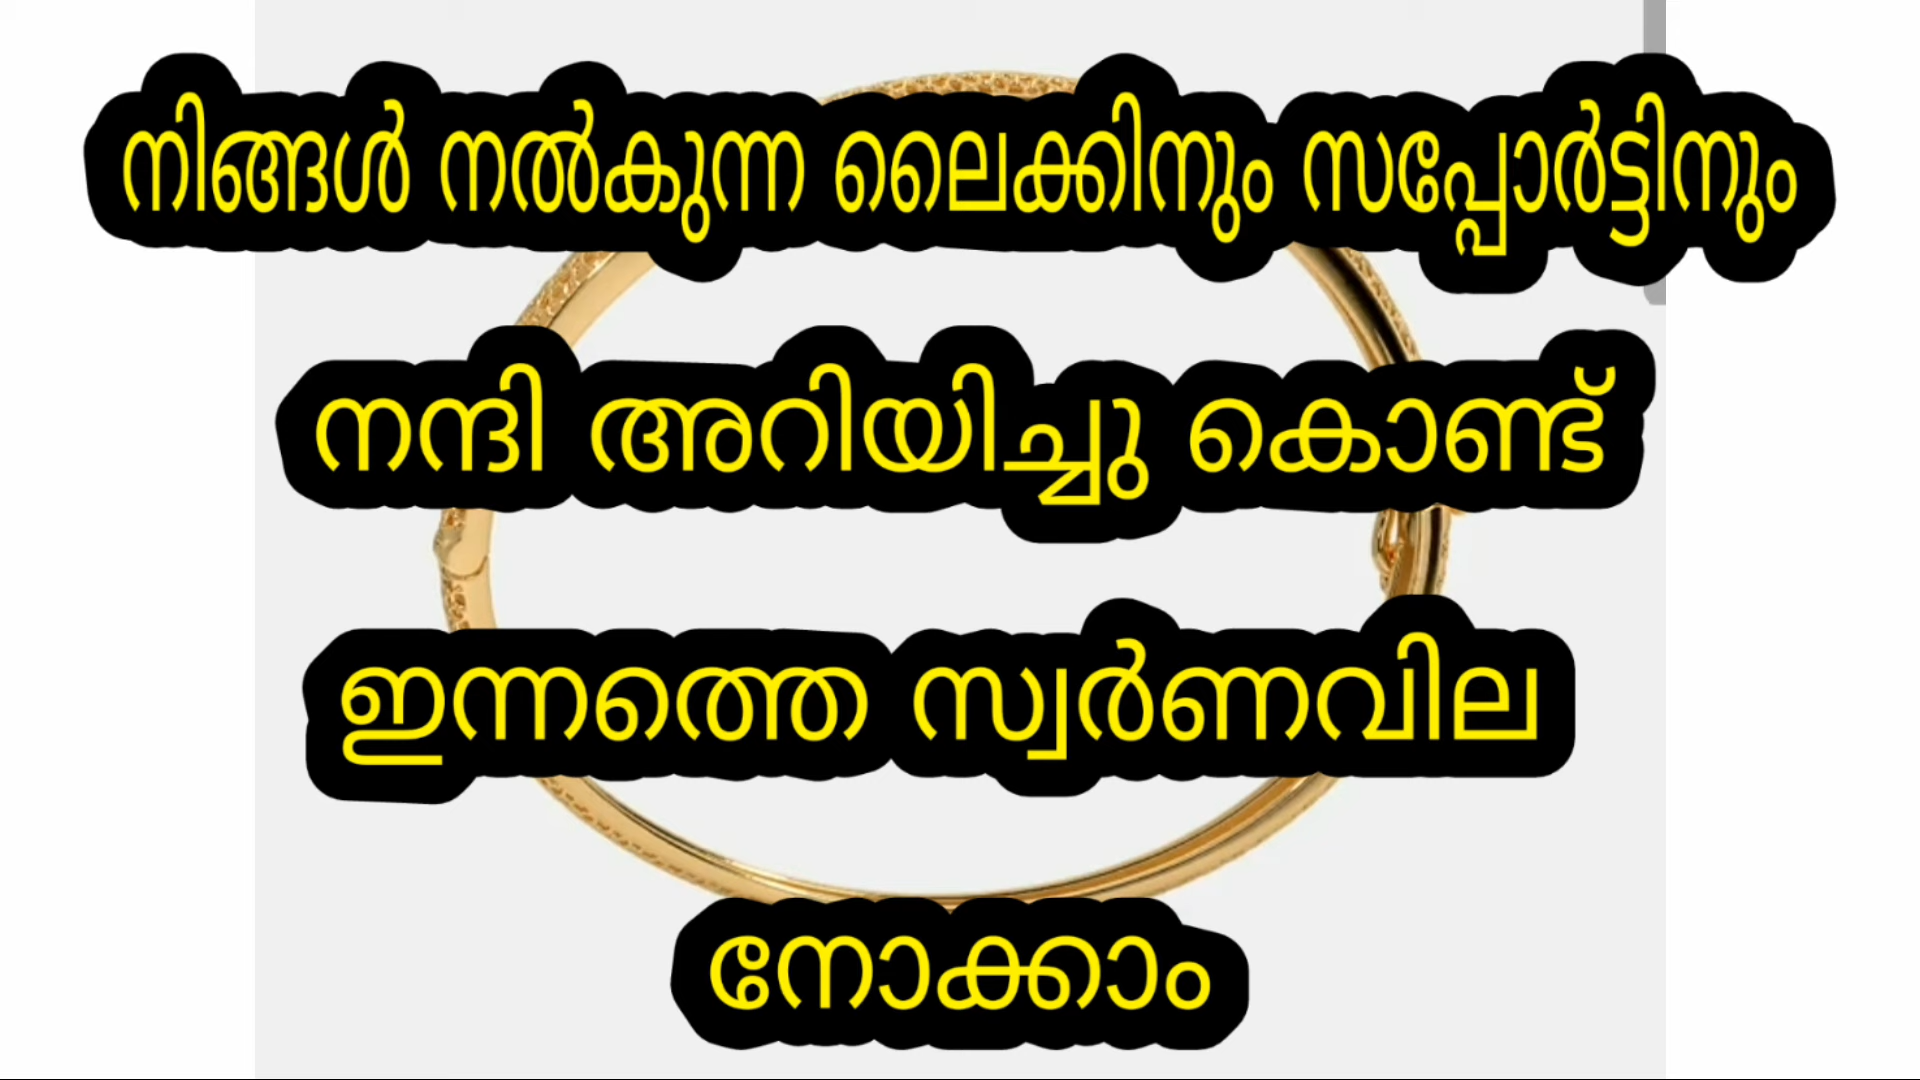 നിങ്ങൾ നൽകുന്ന ലൈക്കിനും സപ്പോർട്ടിനും
നന്ദി അറിയിച്ചു കൊണ്ട്
ഇന്നത്തെ സ്വർണവില
നോക്കാം